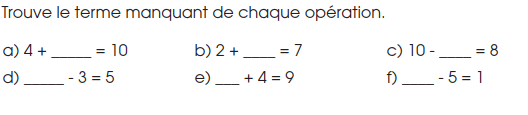 Trouve le terme manquant de chaque opération.
a) 4 + _____ = 10 b) 2 + ____ = 7 c) 10 - ____ = 8
d) _____ - 3 = 5 e) ___ + 4 = 9 f) ____ - 5 = 1